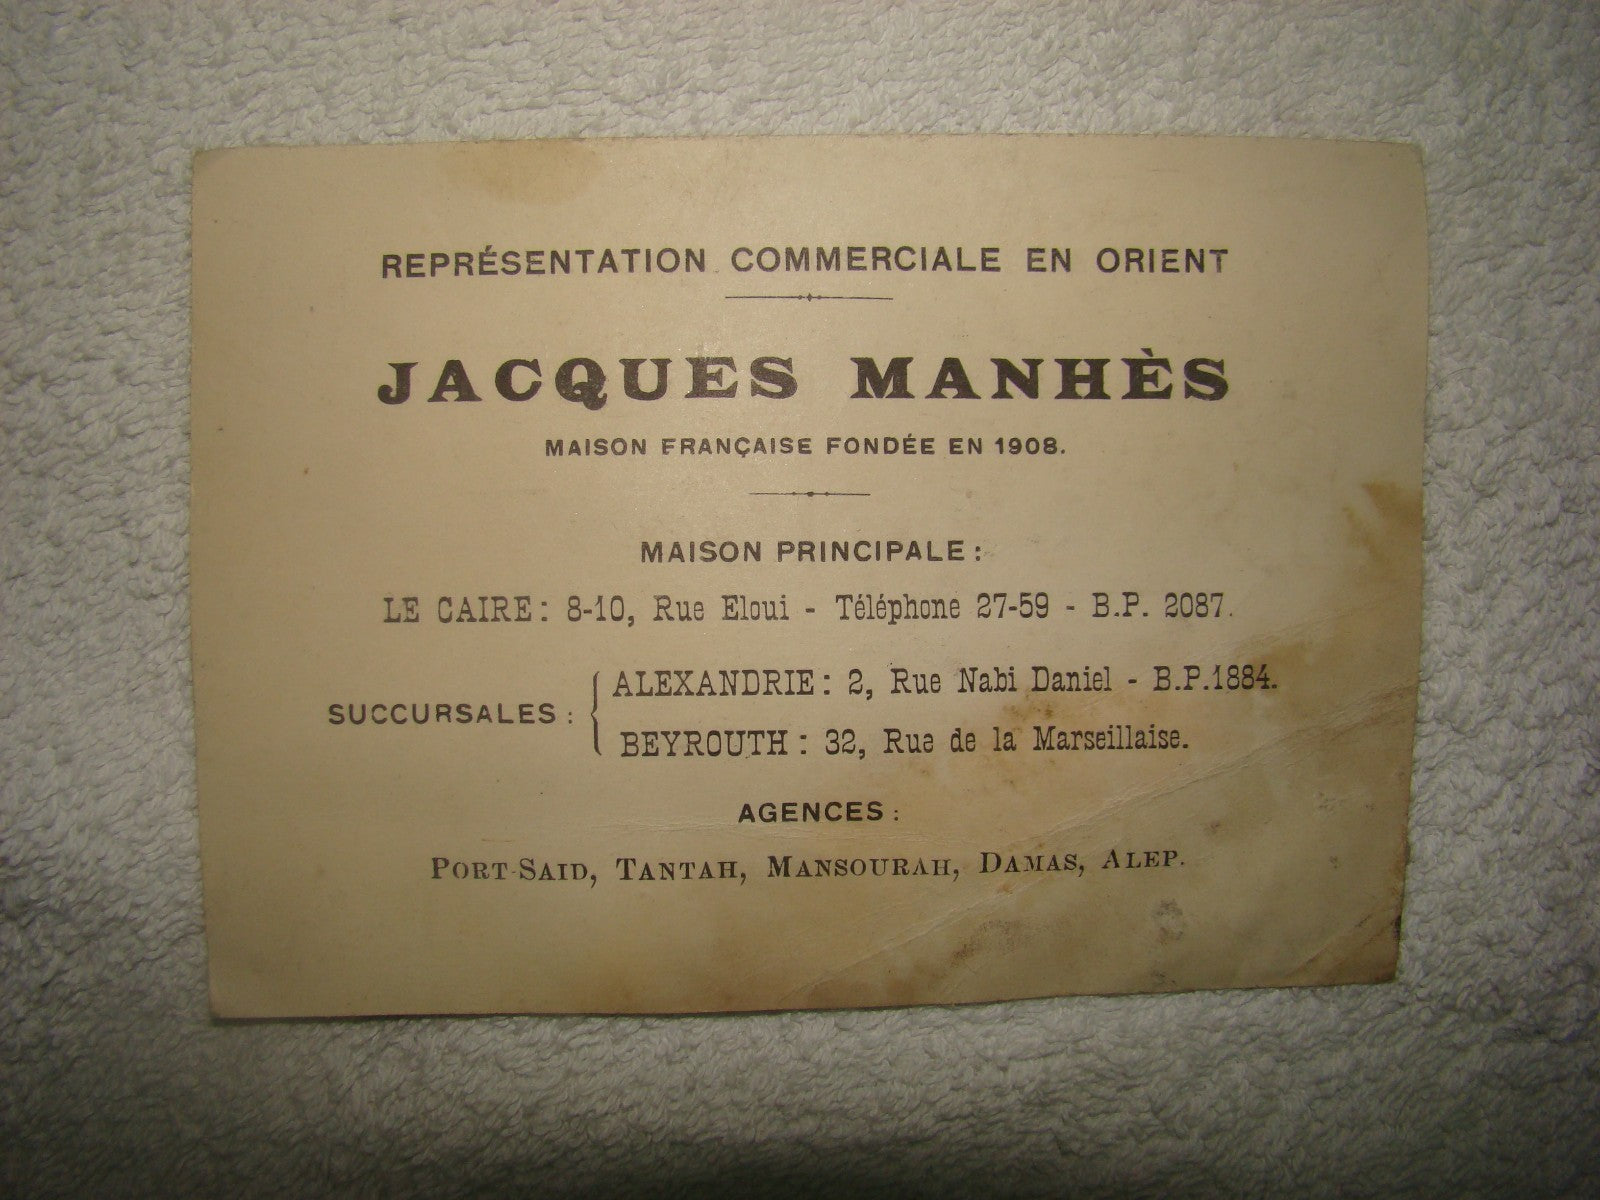 REPRÉSENTATION COMMERCIALE EN ORIENT
JACQUES MANHÈS
MAISON FRANÇAISE FONDÉE EN 1908.
MAISON PRINCIPALE :
LE CAIRE : 8-10, Rue Eloui - Téléphone 27-59 - B.P. 2087.
SUCCURSALES :
ALEXANDRIE : 2, Rue Nabi Daniel - B.P.1884.
BEYROUTH : 32, Rue de la Marseillaise.
AGENCES :
PORT-SAID, TANTAH, MANSOURAH, DAMAS, ALEP.